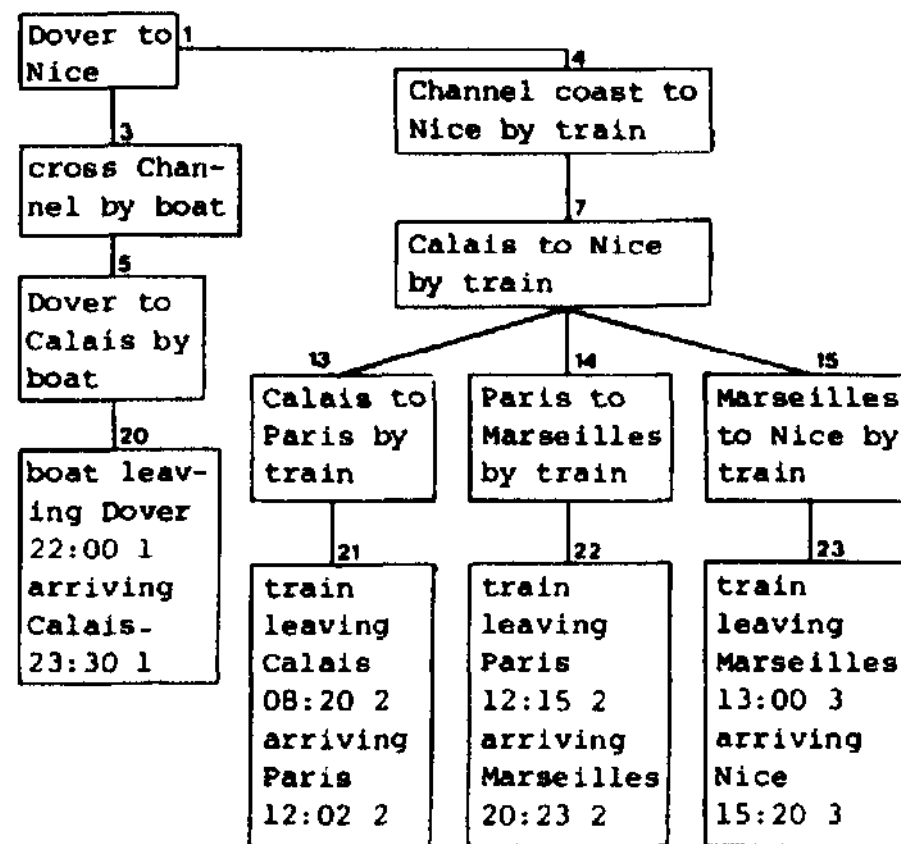 1
Dover to
Nice
4
Channel coast to
Nice by train
3
cross Chan-
nel by boat
7
Calais to Nice
by train
5
Dover to
Calais by
boat
13
Calais to
Paris by
train
14
Paris to
Marseilles
by train
15
Marseilles
to Nice by
train
20
boat leav-
ing Dover
22:00 1
arriving
Calais-
23:30 1
21
train
leaving
Calais
08:20 2
arriving
Paris
12:02 2
22
train
leaving
Paris
12:15 2
arriving
Marseilles
20:23 2
23
train
leaving
Marseilles
13:00 3
arriving
Nice
15:20 3